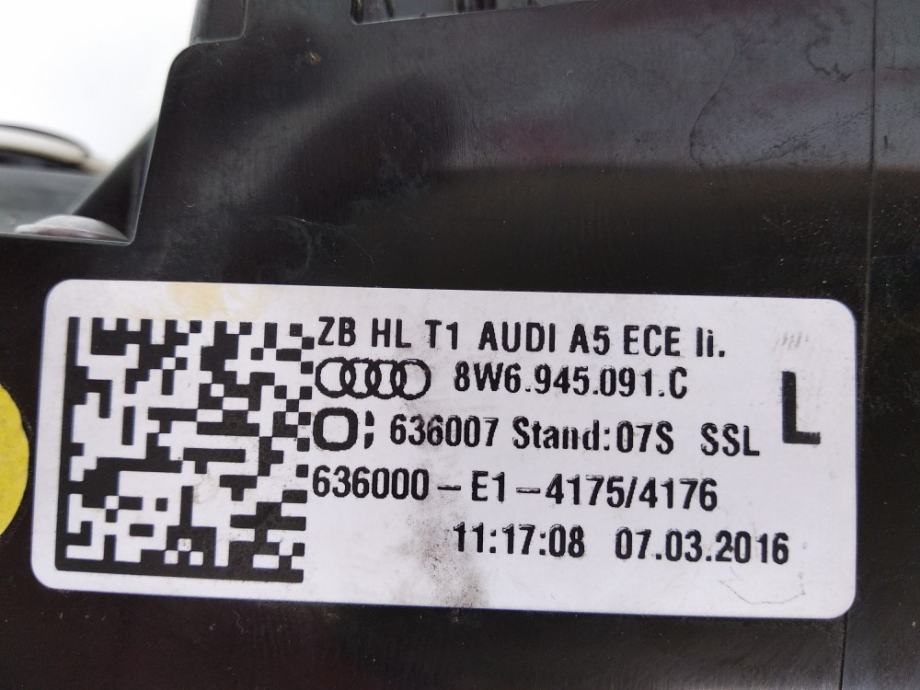 ZB HL T1 AUDI A5 ECE li.
8W6.945.091.C
L
636007 Stand:07S SSL
636000-E1-4175/4176
11:17:08 07.03.2016